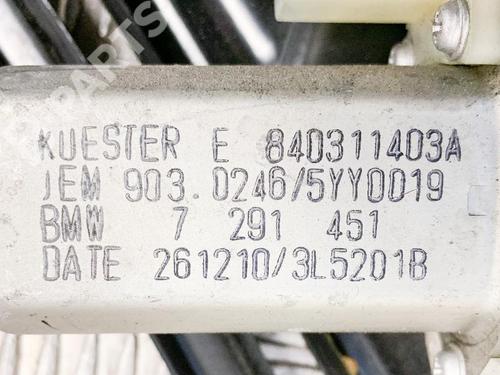 KUESTER E 840311403A
JEM 903.0246/5YY0019
BMW 7 291 451
DATE 261210/3L5201B